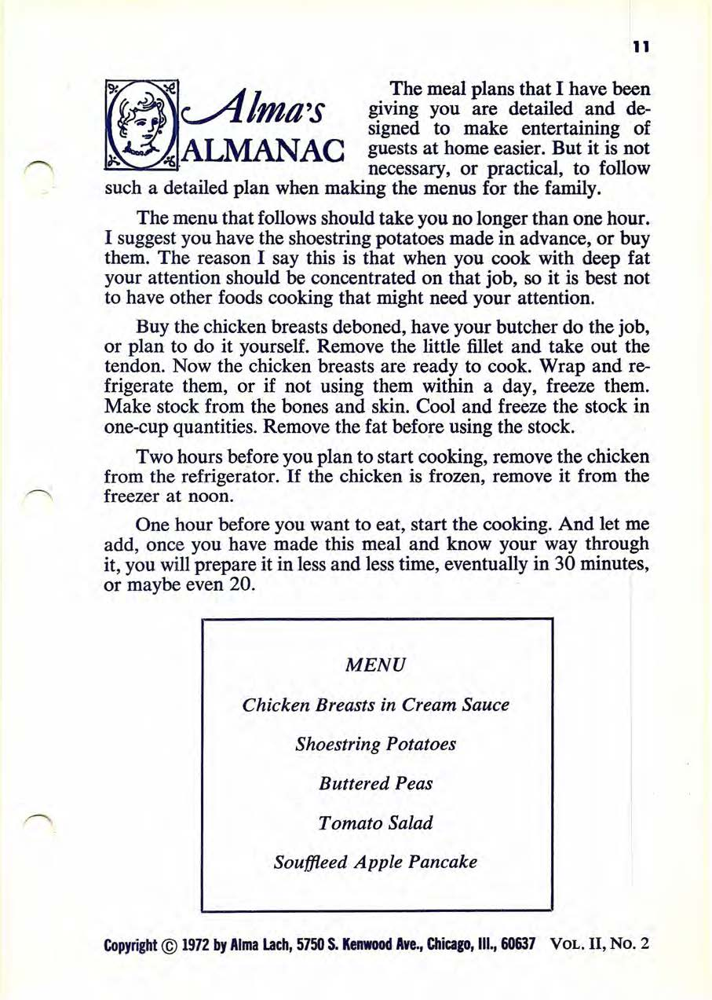 11
Alma's
ALMANAC
The meal plans that I have been
giving you are detailed and de-
signed to make entertaining of
guests at home easier. But it is not
necessary, or practical, to follow
such a detailed plan when making the menus for the family.
The menu that follows should take you no longer than one hour.
I suggest you have the shoestring potatoes made in advance, or buy
them. The reason I say this is that when you cook with deep fat
your attention should be concentrated on that job, so it is best not
to have other foods cooking that might need your attention.
Buy the chicken breasts deboned, have your butcher do the job,
or plan to do it yourself. Remove the little fillet and take out the
tendon. Now the chicken breasts are ready to cook. Wrap and re-
frigerate them, or if not using them within a day, freeze them.
Make stock from the bones and skin. Cool and freeze the stock in
one-cup quantities. Remove the fat before using the stock.
Two hours before you plan to start cooking, remove the chicken
from the refrigerator. If the chicken is frozen, remove it from the
freezer at noon.
One hour before you want to eat, start the cooking. And let me
add, once you have made this meal and know your way through
it, you will prepare it in less and less time, eventually in 30 minutes,
or maybe even 20.
MENU
Chicken Breasts in Cream Sauce
Shoestring Potatoes
Buttered Peas
Tomato Salad
Souffleed Apple Pancake
Copyright © 1972 by Alma Lach, 5750 S. Kenwood Ave., Chicago, Ill., 60637 VOL. II, No. 2